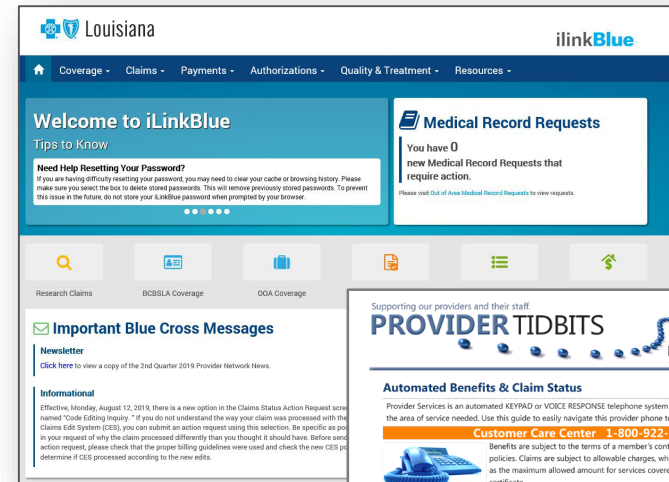 Louisiana
ilinkBlue
Coverage Claims Payments Authorizations Quality & Treatment Resources
Welcome to iLinkBlue
Tips to Know
Need Help Resetting Your Password?
If you are having difficulty resetting your password, you may need to clear your cache or browsing history. Please
make sure you select the box to delete stored passwords. This will remove previously stored passwords. To prevent
this issue in the future, do not store your iLinkBlue password when prompted by your browser.
Medical Record Requests
You have 0
new Medical Record Requests that
require action.
Please visit Out of Area Medical Record Requests to view requests.
Research Claims BCBSLA Coverage OOA Coverage
Important Blue Cross Messages
Newsletter
Click here to view a copy of the 2nd Quarter 2019 Provider Network News.
Informational
Effective, Monday, August 12, 2019, there is a new option in the Claims Status Action Request scree
named "Code Editing Inquiry. " If you do not understand the way your claim was processed with the
Claims Edit System (CES), you can submit an action request using this option. Be specific as pos
in your request of why the claim processed differently than you thought it should have. Before send
action request, please check that the proper billing guidelines were used and check the new CES po
determine if CES processed according to the new edits.
Supporting our providers and their staff.
PROVIDER TIDBITS
Automated Benefits & Claim Status
Provider Services is an automated KEYPAD or VOICE RESPONSE telephone system
the area of service needed. Use this guide to easily navigate this provider phone to
Customer Care Center 1-800-922-
Benefits are subject to the terms of a member's cont
policies. Claims are subject to allowable charges, wh
as the maximum allowed amount for services covere
certificate.